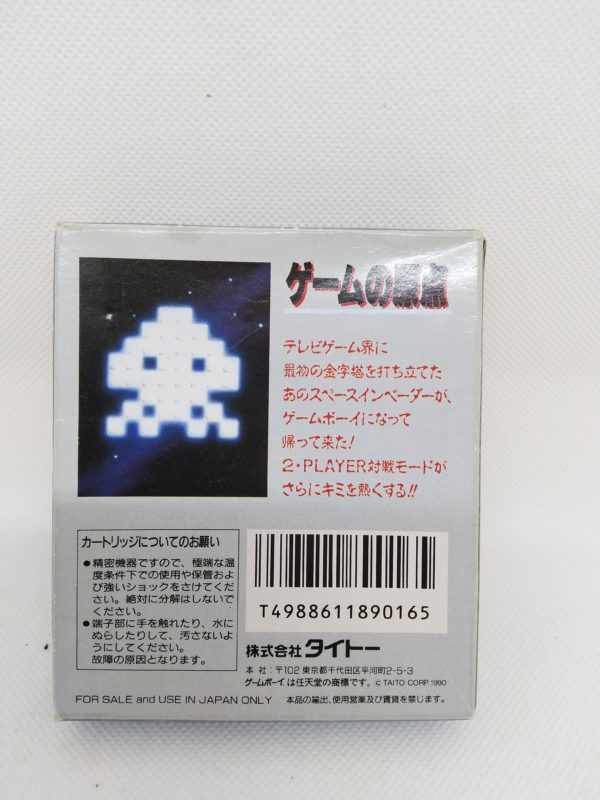 ゲームの原点
テレビゲーム界に
最初の金字塔を打ち立てた
あのスペースインベーダーが、
ゲームボーイになって
帰って来た!
2・PLAYER対戦モードが
さらにキミを熱くする!!
カートリッジについてのお願い
●精密機器ですので、極端な温
度条件下での使用や保管およ
び強いショックをさけてくださ
い。絶対に分解はしないで
ください。
●端子部に手を触れたり、水に
ぬらしたりして、汚さないよう
にしてください。
故障の原因となります。
T4988611890165
株式会社タイトー
本 社:〒102 東京都千代田区平河町2-5-3
ゲームボーイは任天堂の商標です。© TAITO CORP. 1990
FOR SALE and USE IN JAPAN ONLY 本品の輸出、使用営業及び賃貸を禁じます。